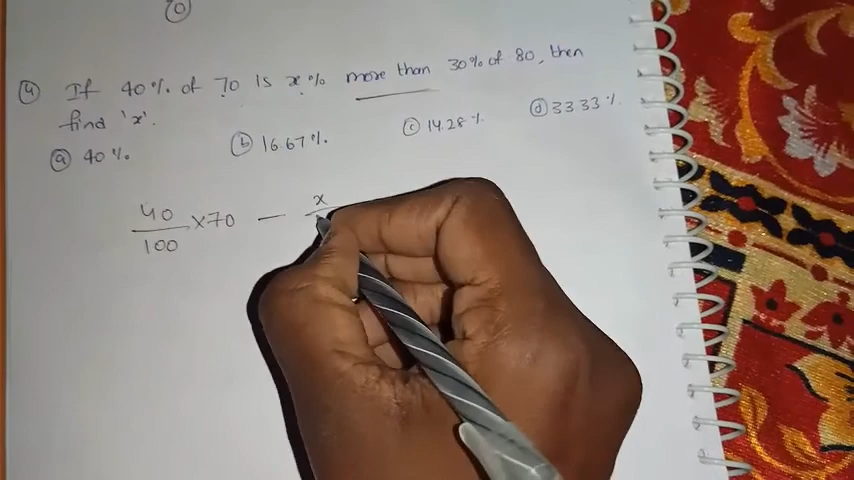 0
4 If 40% of 70 is x% more than 30% of 80, then
find 'x'.
a 40% b 16.67% c 14.28% d 33.33%
40/100 x 70 — x